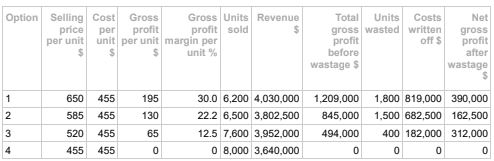 Option Selling Cost Gross Gross Units Revenue Total Units Costs Net
price per profit profit sold $ gross wasted written gross
per unit unit per unit margin per profit off $ profit
$ $ $ unit % before after
wastage $ wastage
$
1 650 455 195 30.0 6,200 4,030,000 1,209,000 1,800 819,000 390,000
2 585 455 130 22.2 6,500 3,802,500 845,000 1,500 682,500 162,500
3 520 455 65 12.5 7,600 3,952,000 494,000 400 182,000 312,000
4 455 455 0 0 8,000 3,640,000 0 0 0